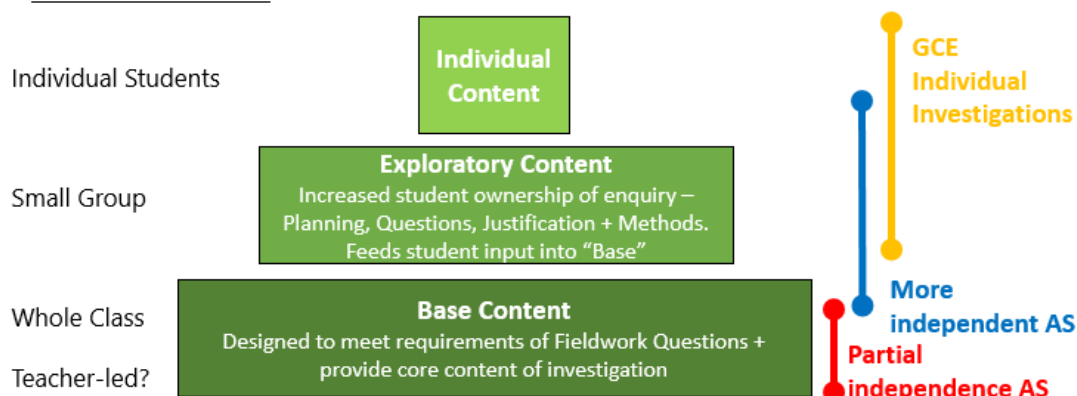 Individual Students
Individual
Content
GCE
Individual
Investigations
Small Group
Exploratory Content
Increased student ownership of enquiry –
Planning, Questions, Justification + Methods.
Feeds student input into “Base”
More
independent AS
Whole Class
Teacher-led?
Base Content
Designed to meet requirements of Fieldwork Questions +
provide core content of investigation
Partial
independence AS